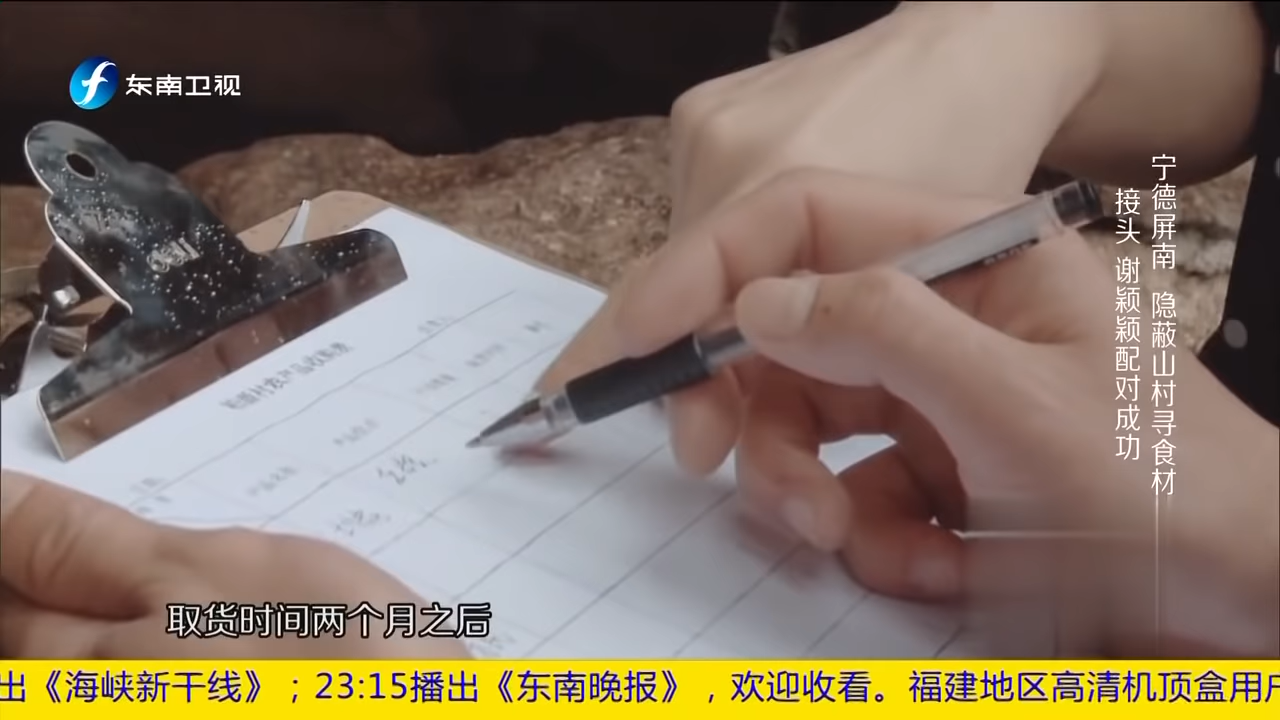 东南卫视
宁德屏南 隐蔽山村寻食材
接头 谢颖颖配对成功
取货时间两个月之后
出《海峡新干线》；23:15播出《东南晚报》，欢迎收看。福建地区高清机顶盒用户